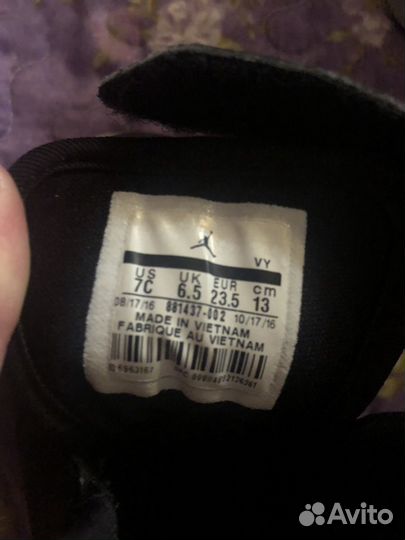 VY
US UK EUR cm
7C 6.5 23.5 13
08/17/16 881437-002 10/17/16
MADE IN VIETNAM
FABRIQUE AU VIETNAM
6963167
Avito